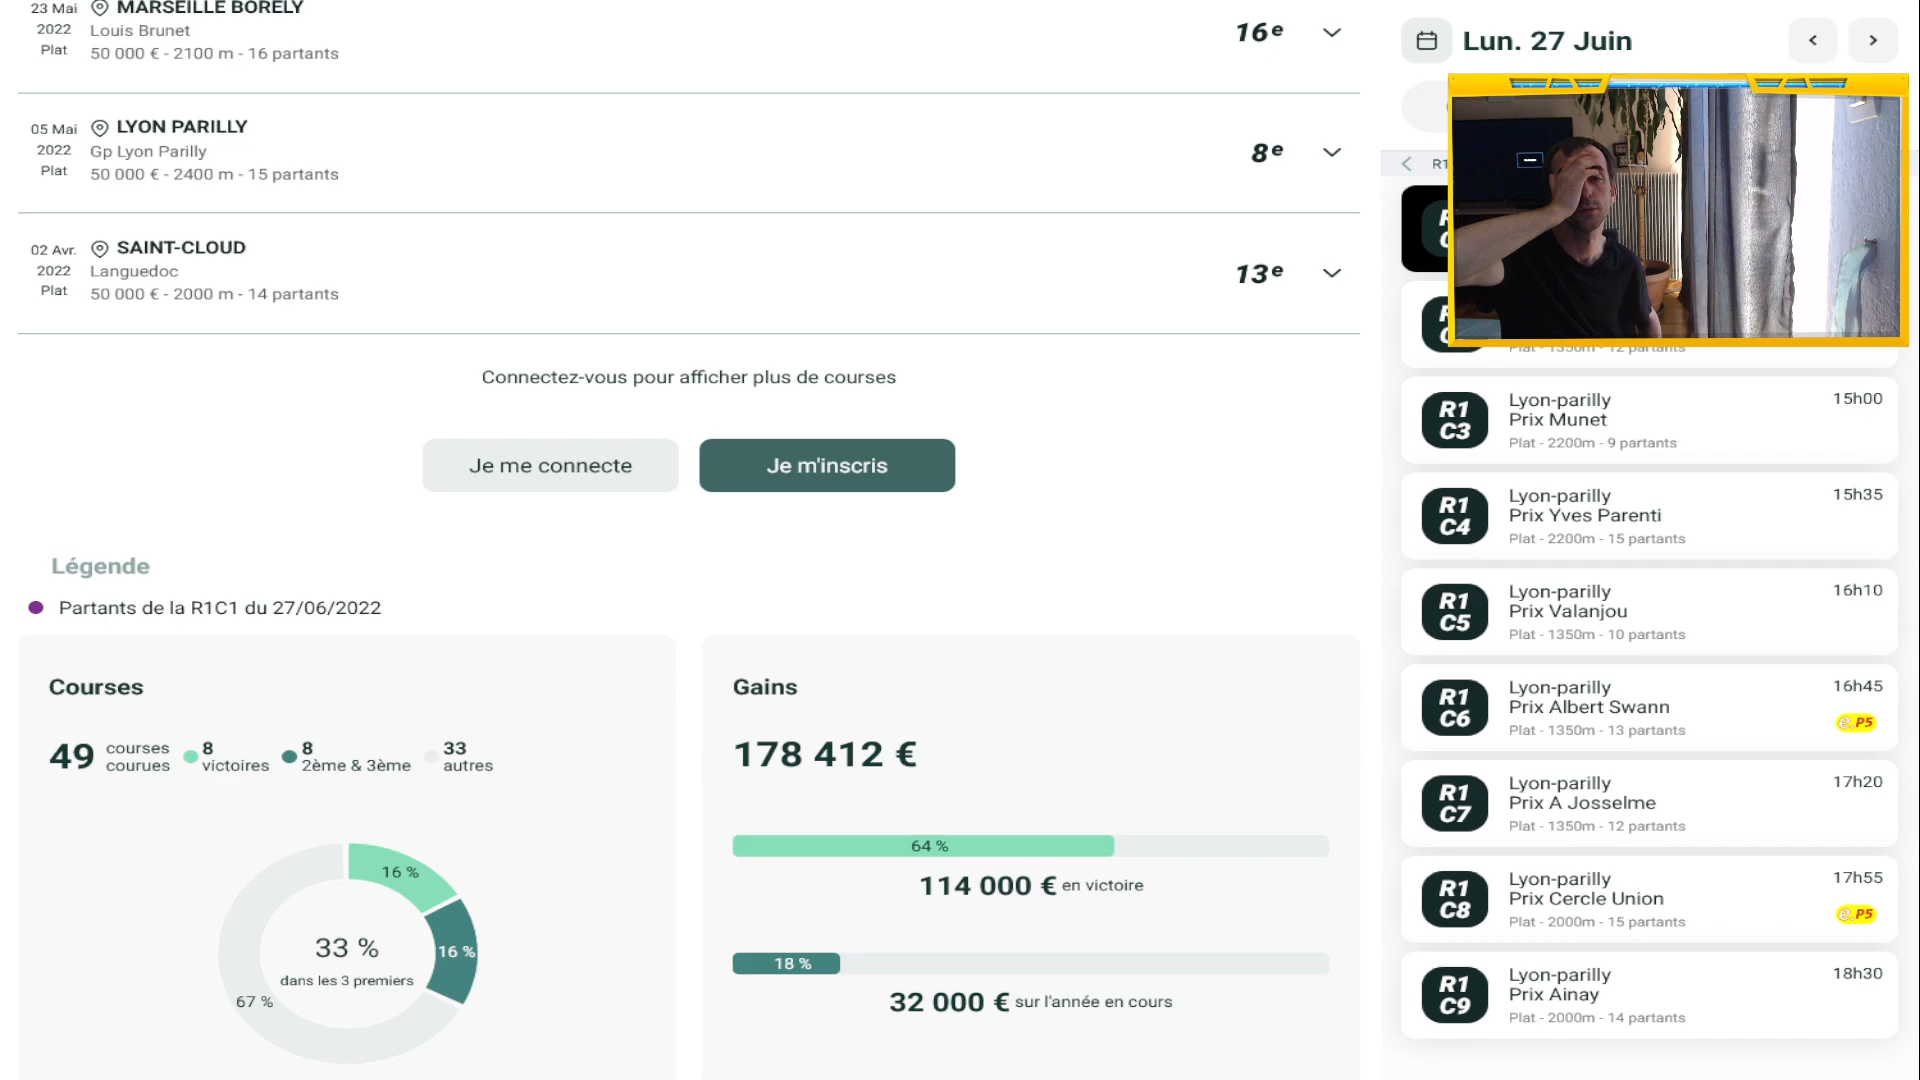 23 Mai
2022
Plat
MARSEILLE BORELY
Louis Brunet
50 000 € - 2100 m - 16 partants
16e
05 Mai
2022
Plat
LYON PARILLY
Gp Lyon Parilly
50 000 € - 2400 m - 15 partants
8e
02 Avr.
2022
Plat
SAINT-CLOUD
Languedoc
50 000 € - 2000 m - 14 partants
13e
Connectez-vous pour afficher plus de courses
Je me connecte
Je m'inscris
Légende
Partants de la R1C1 du 27/06/2022
Courses
49 courses courues
8 victoires
8 2ème & 3ème
33 autres
16 %
16 %
67 %
33 %
dans les 3 premiers
Gains
178 412 €
64 %
114 000 € en victoire
18 %
32 000 € sur l'année en cours
Lun. 27 Juin
R1
Plat - 1350m - 12 partants
R1 C3
Lyon-parilly
Prix Munet
Plat - 2200m - 9 partants
15h00
R1 C4
Lyon-parilly
Prix Yves Parenti
Plat - 2200m - 15 partants
15h35
R1 C5
Lyon-parilly
Prix Valanjou
Plat - 1350m - 10 partants
16h10
R1 C6
Lyon-parilly
Prix Albert Swann
Plat - 1350m - 13 partants
16h45
e.P5
R1 C7
Lyon-parilly
Prix A Josselme
Plat - 1350m - 12 partants
17h20
R1 C8
Lyon-parilly
Prix Cercle Union
Plat - 2000m - 15 partants
17h55
e.P5
R1 C9
Lyon-parilly
Prix Ainay
Plat - 2000m - 14 partants
18h30